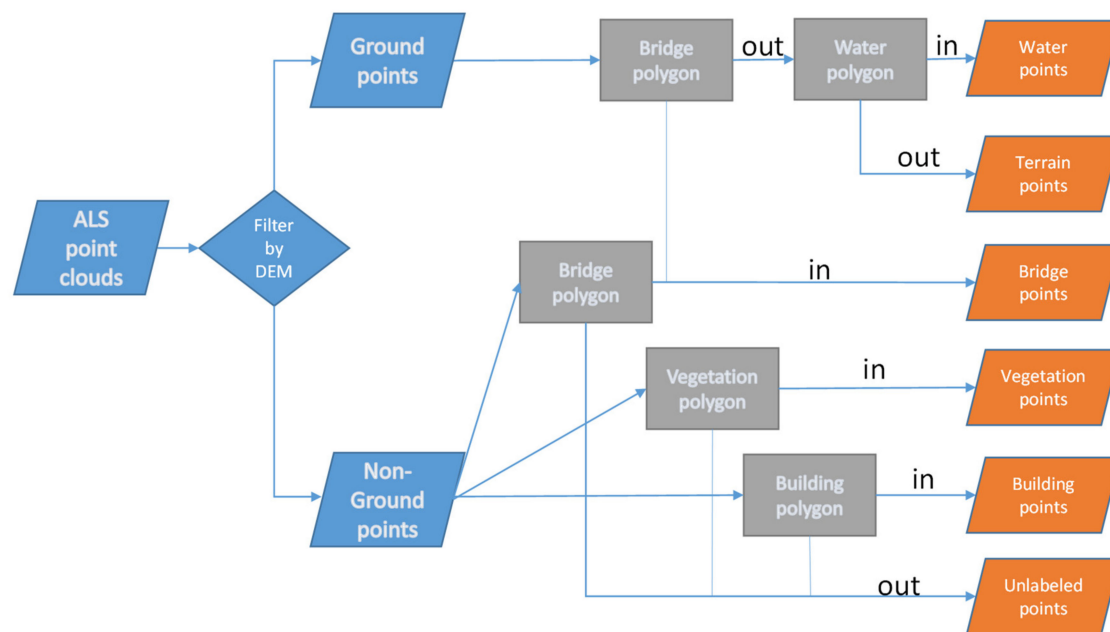 Ground
points
Bridge
polygon
out
Water
polygon
in
Water
points
out
Terrain
points
ALS
point
clouds
Filter
by
DEM
Bridge
polygon
in
Bridge
points
Vegetation
polygon
in
Vegetation
points
Non-
Ground
points
Building
polygon
in
Building
points
out
Unlabeled
points